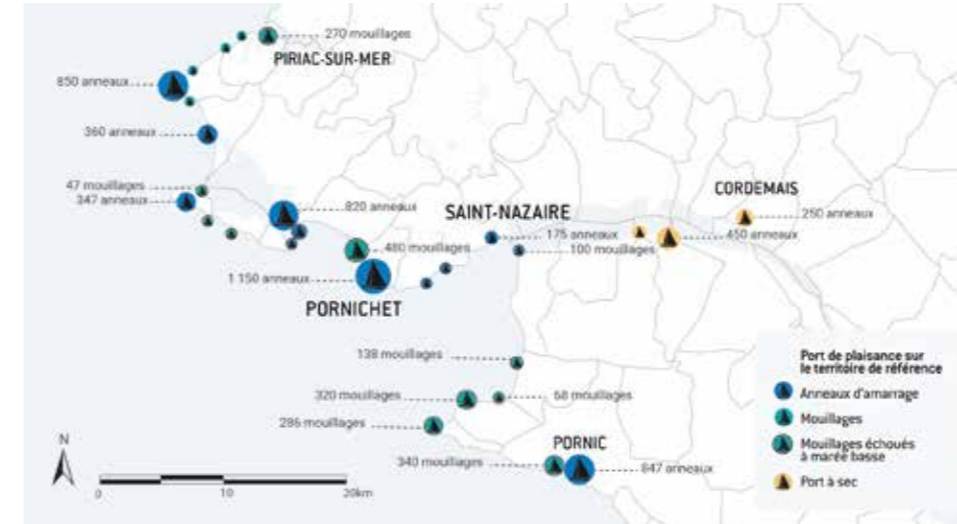 270 mouillages
PIRIAC-SUR-MER
850 anneaux
360 anneaux
47 mouillages
347 anneaux
820 anneaux
SAINT-NAZAIRE
CORDEMAIS
250 anneaux
175 anneaux
450 anneaux
480 mouillages
100 mouillages
1 150 anneaux
PORNICHET
138 mouillages
320 mouillages
68 mouillages
286 mouillages
PORNIC
340 mouillages
847 anneaux
Port de plaisance sur
le territoire de référence
Anneaux d'amarrage
Mouillages
Mouillages échoués
à marée basse
Port à sec
N
0 10 20km